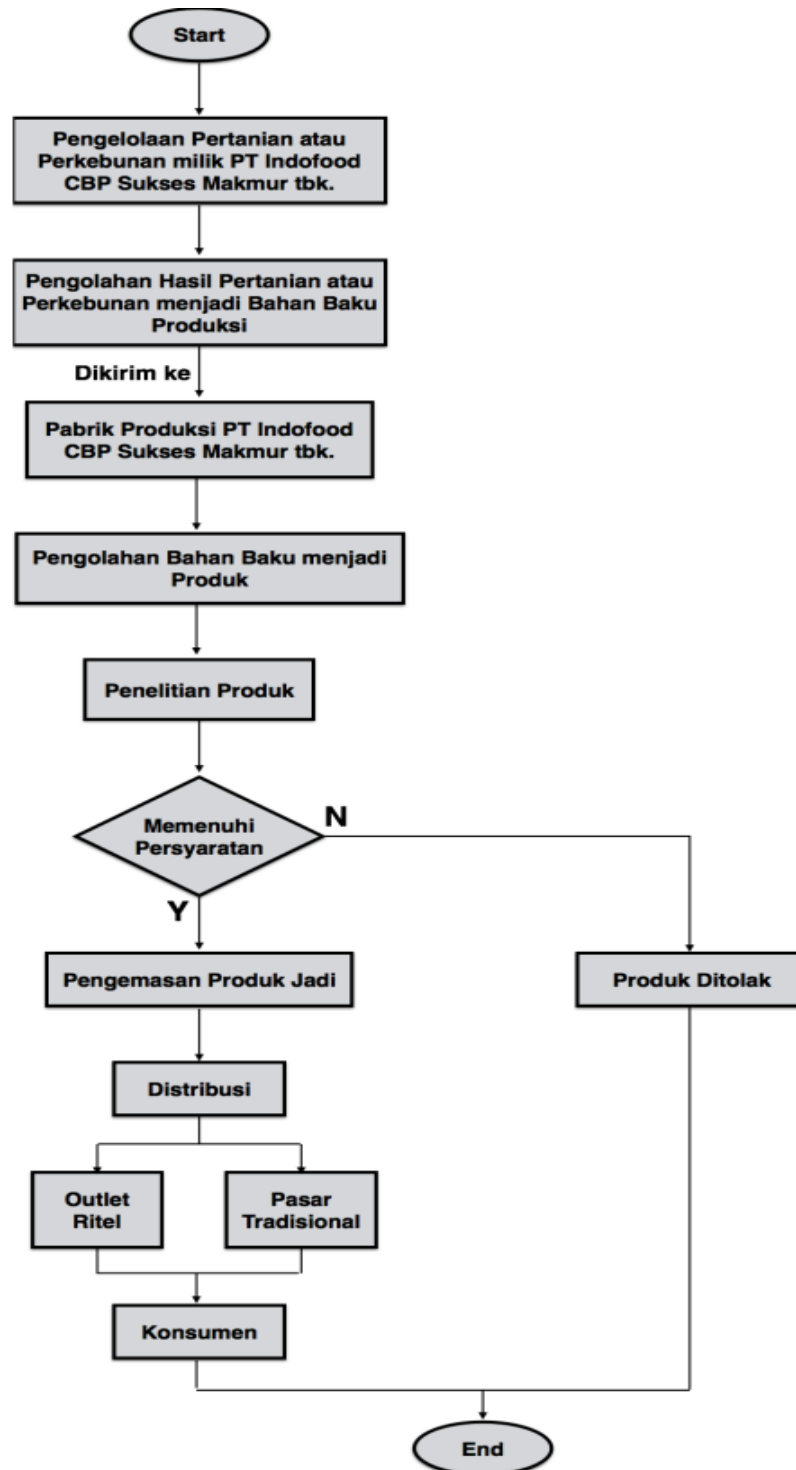 Start
Pengelolaan Pertanian atau
Perkebunan milik PT Indofood
CBP Sukses Makmur tbk.
Pengolahan Hasil Pertanian atau
Perkebunan menjadi Bahan Baku
Produksi
Dikirim ke
Pabrik Produksi PT Indofood
CBP Sukses Makmur tbk.
Pengolahan Bahan Baku menjadi
Produk
Penelitian Produk
Memenuhi
Persyaratan
N
Y
Pengemasan Produk Jadi
Produk Ditolak
Distribusi
Outlet
Ritel
Pasar
Tradisional
Konsumen
End